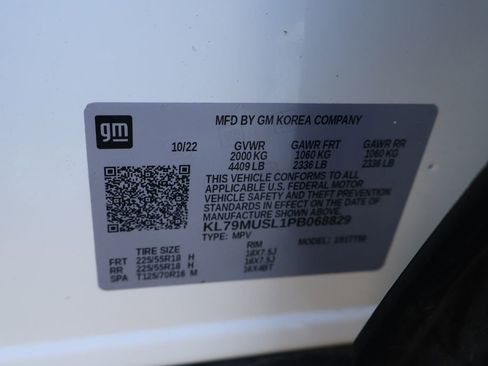 gm
MFD BY GM KOREA COMPANY
10/22 GVWR GAWR FRT GAWR RR
2000 KG 1060 KG 1060 KG
4409 LB 2336 LB 2336 LB
THIS VEHICLE CONFORMS TO ALL
APPLICABLE U.S. FEDERAL MOTOR
VEHICLE SAFETY AND THEFT PREVENTION
STANDARDS IN EFFECT ON THE DATE OF
MANUFACTURE SHOWN ABOVE.
KL79MUSL1PB068829
TYPE: MPV MODEL:
TIRE SIZE RIM
FRT 225/55R18 H 18X7.5J
RR 225/55R18 H 18X7.5J
SPA T125/70R16 M 16X4BT